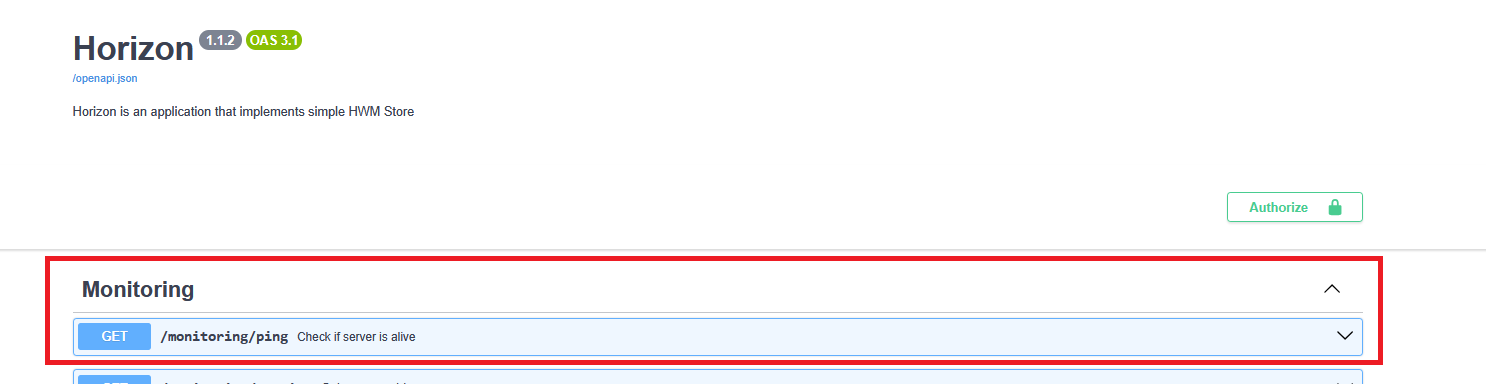 Horizon 1.1.2 OAS 3.1
/openapi.json
Horizon is an application that implements simple HWM Store
Authorize
Monitoring
GET /monitoring/ping Check if server is alive